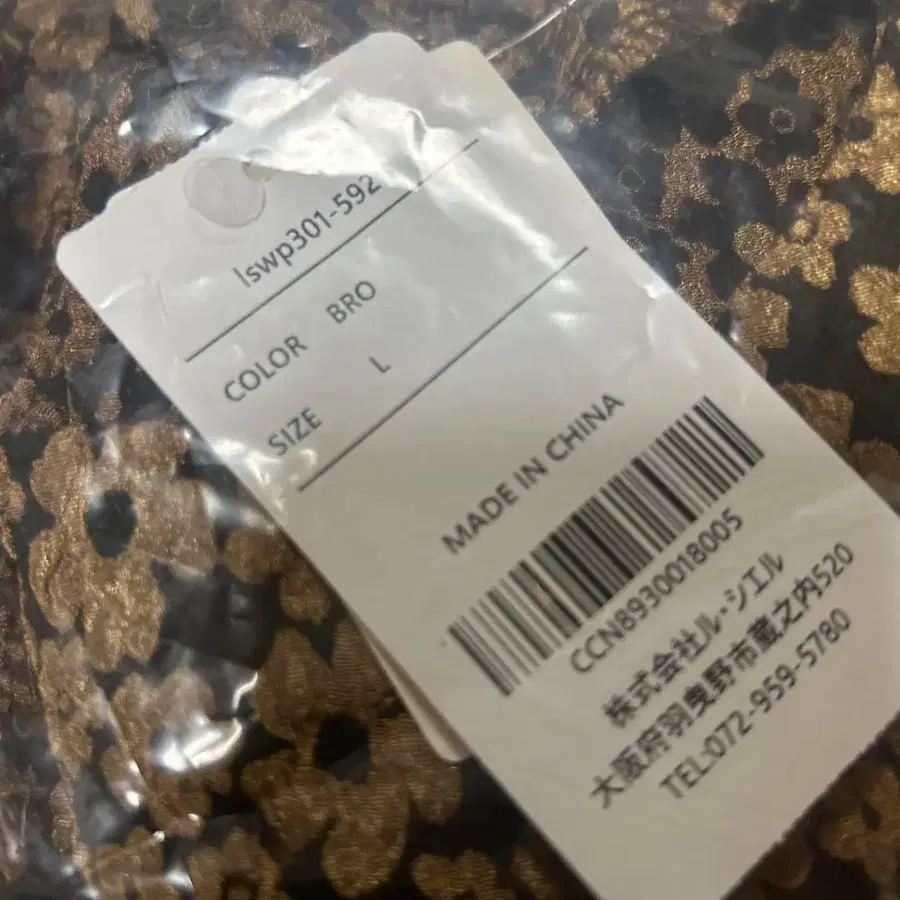 lswp301-592
COLOR BRO
SIZE L
MADE IN CHINA
CCN8930018005
株式会社ル・シエル
大阪府羽曳野市蔵之内520
TEL:072-959-5780